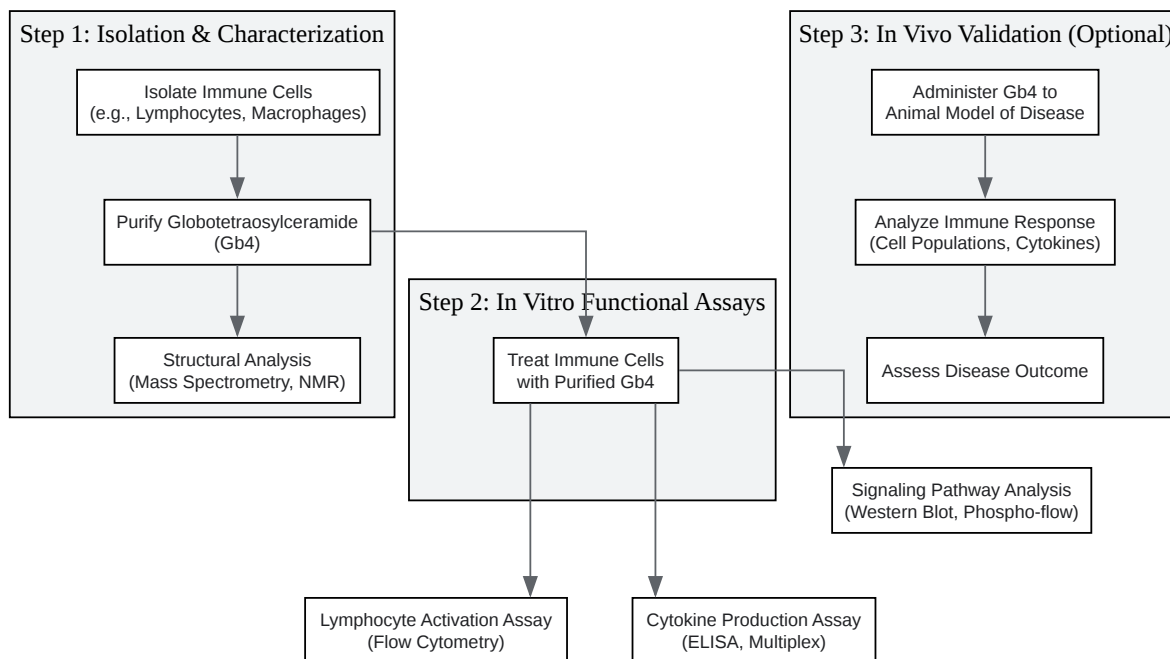 Step 1: Isolation & Characterization
Isolate Immune Cells
(e.g., Lymphocytes, Macrophages)
Purify Globotetraosylceramide
(Gb4)
Structural Analysis
(Mass Spectrometry, NMR)
Step 2: In Vitro Functional Assays
Treat Immune Cells
with Purified Gb4
Lymphocyte Activation Assay
(Flow Cytometry)
Cytokine Production Assay
(ELISA, Multiplex)
Signaling Pathway Analysis
(Western Blot, Phospho-flow)
Step 3: In Vivo Validation (Optional)
Administer Gb4 to
Animal Model of Disease
Analyze Immune Response
(Cell Populations, Cytokines)
Assess Disease Outcome